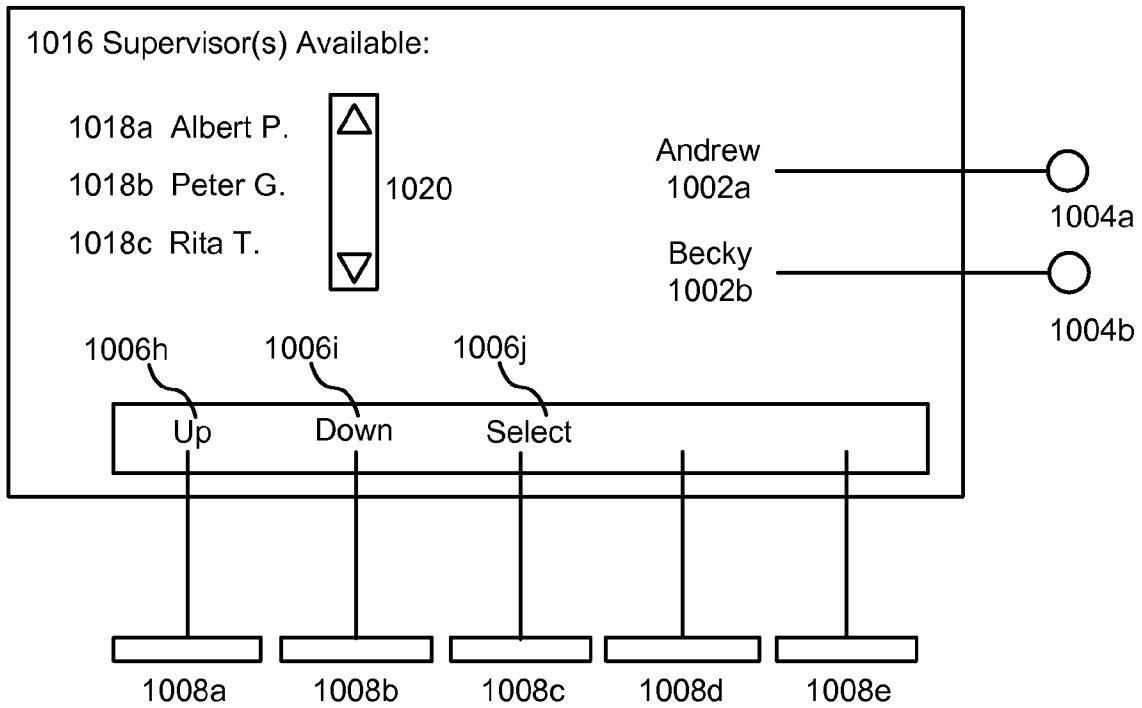 1016 Supervisor(s) Available:
1018a Albert P.
1018b Peter G.
1018c Rita T.
1020
Andrew
1002a
1004a
Becky
1002b
1004b
1006h
1006i
1006j
Up
Down
Select
1008a
1008b
1008c
1008d
1008e